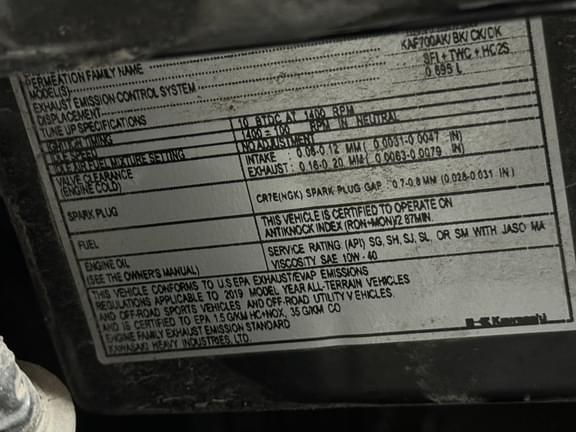 PERMEATION FAMILY NAME
MODEL(S) KAF700AK/BK/CK/DK
EXHAUST EMISSION CONTROL SYSTEM SFI + TWC + HO2S
DISPLACEMENT 0.695 L
TUNE UP SPECIFICATIONS
IGNITION TIMING 10 BTDC AT 1400 RPM
IDLE SPEED 1400 ± 100 RPM IN NEUTRAL
IDLE AIR FUEL MIXTURE SETTING NO ADJUSTMENT
VALVE CLEARANCE INTAKE : 0.08-0.12 MM ( 0.0031-0.0047 IN)
(ENGINE COLD) EXHAUST : 0.16-0.20 MM ( 0.0063-0.0079 IN)
SPARK PLUG CR7E(NGK) SPARK PLUG GAP 0.7-0.8 MM (0.028-0.031 IN )
FUEL THIS VEHICLE IS CERTIFIED TO OPERATE ON
ANTIKNOCK INDEX (RON+MON)/2 87MIN.
ENGINE OIL SERVICE RATING (API) SG, SH, SJ, SL, OR SM WITH JASO MA
(SEE THE OWNER'S MANUAL) VISCOSITY SAE 10W - 40
THIS VEHICLE CONFORMS TO U.S EPA EXHAUST/EVAP EMISSIONS
REGULATIONS APPLICABLE TO 2019 MODEL YEAR ALL-TERRAIN VEHICLES
AND OFF-ROAD SPORTS VEHICLES AND OFF-ROAD UTILITY VEHICLES.
AND IS CERTIFIED TO EPA 1.5 G/KM HC+NOX, 35 G/KM CO
ENGINE FAMILY EXHAUST EMISSION STANDARD
KAWASAKI HEAVY INDUSTRIES, LTD. Kawasaki